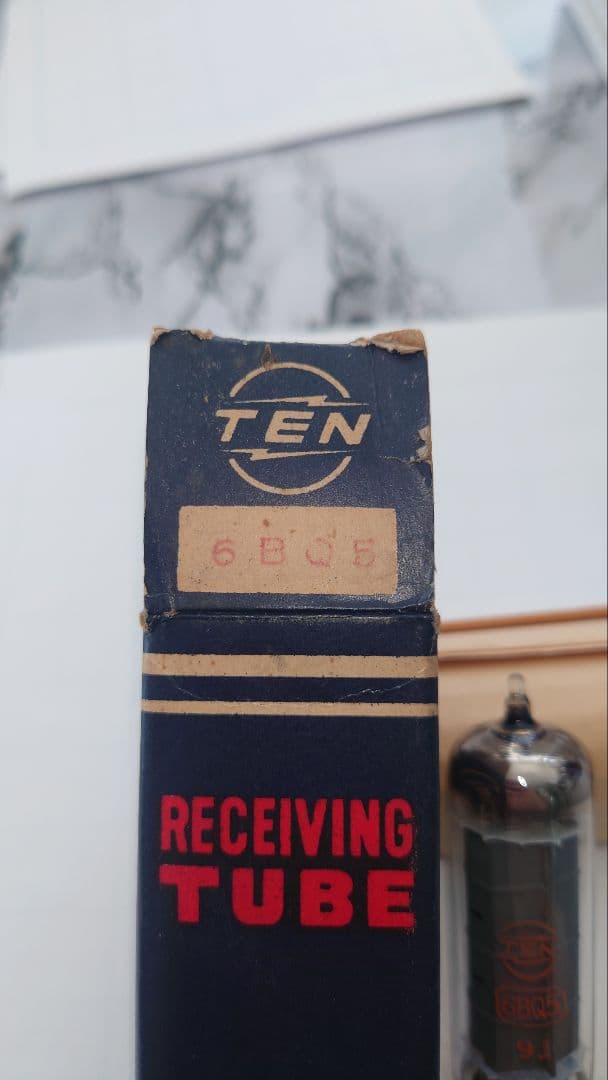 TEN
6BQ5
RECEIVING
TUBE
TEN
6BQ5
9J